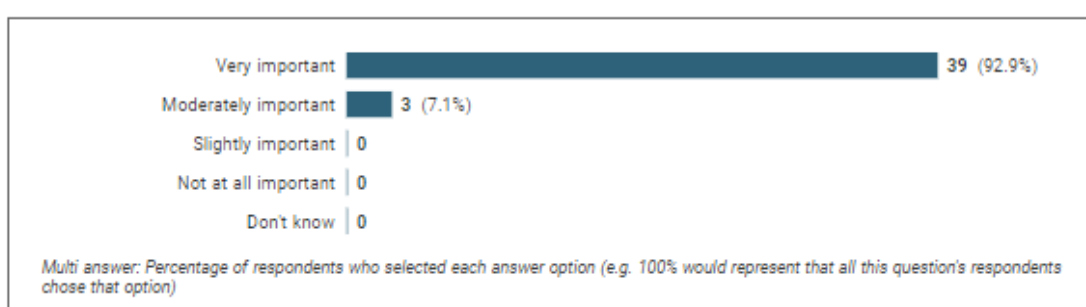 Very important 39 (92.9%)
Moderately important 3 (7.1%)
Slightly important 0
Not at all important 0
Don't know 0
Multi answer: Percentage of respondents who selected each answer option (e.g. 100% would represent that all this question's respondents
chose that option)